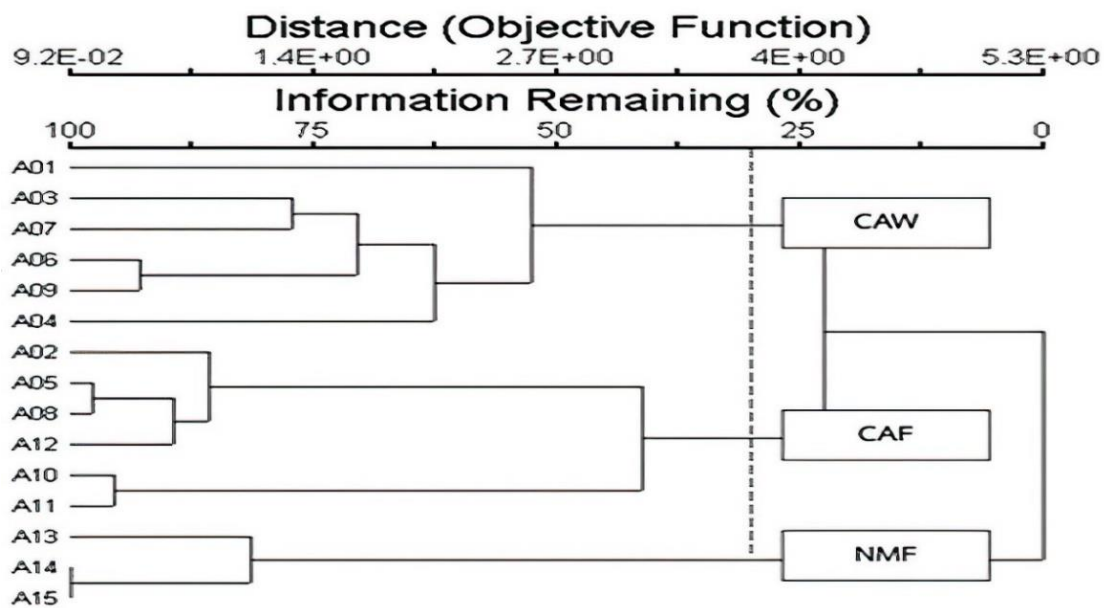 Distance (Objective Function)
9.2E-02 1.4E+00 2.7E+00 4E+00 5.3E+00
Information Remaining (%)
100 75 50 25 0
A01
A03
CAW
A07
A06
A09
A04
A02
A05
A08
CAF
A12
A10
A11
A13
NMF
A14
A15